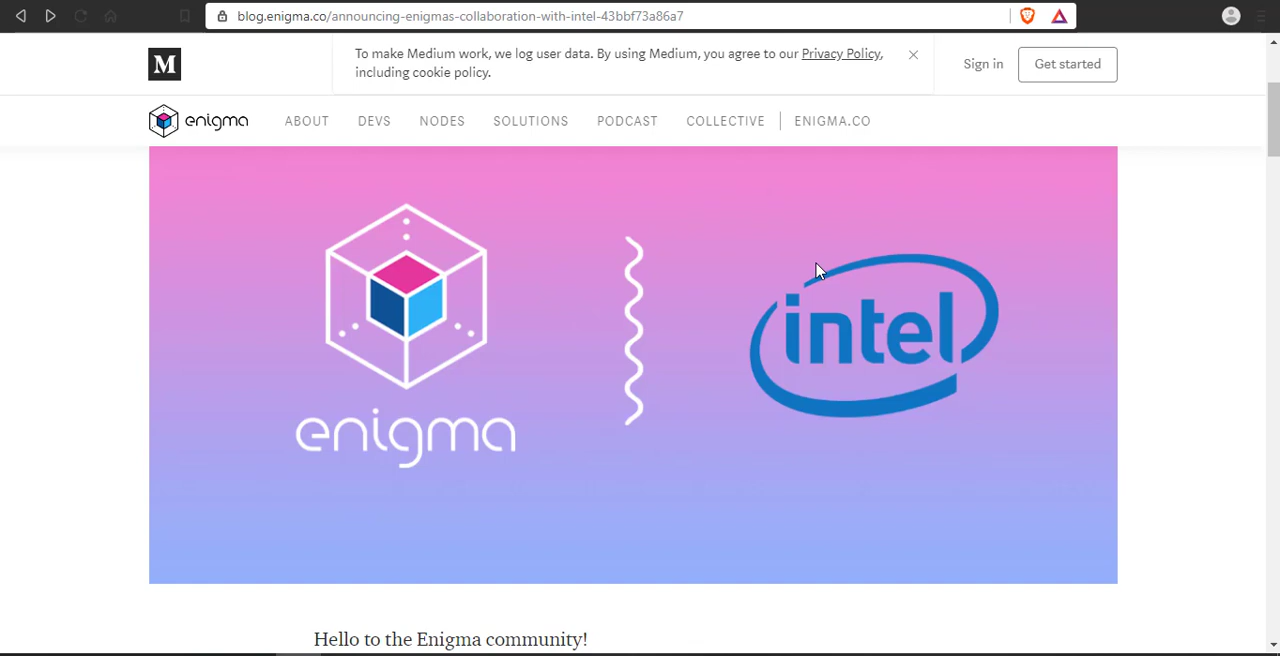 blog.enigma.co/announcing-enigmas-collaboration-with-intel-43bbf73a86a7
M
To make Medium work, we log user data. By using Medium, you agree to our Privacy Policy,
including cookie policy.
Sign in
Get started
enigma
ABOUT
DEVS
NODES
SOLUTIONS
PODCAST
COLLECTIVE
ENIGMA.CO
enigma
intel
Hello to the Enigma community!